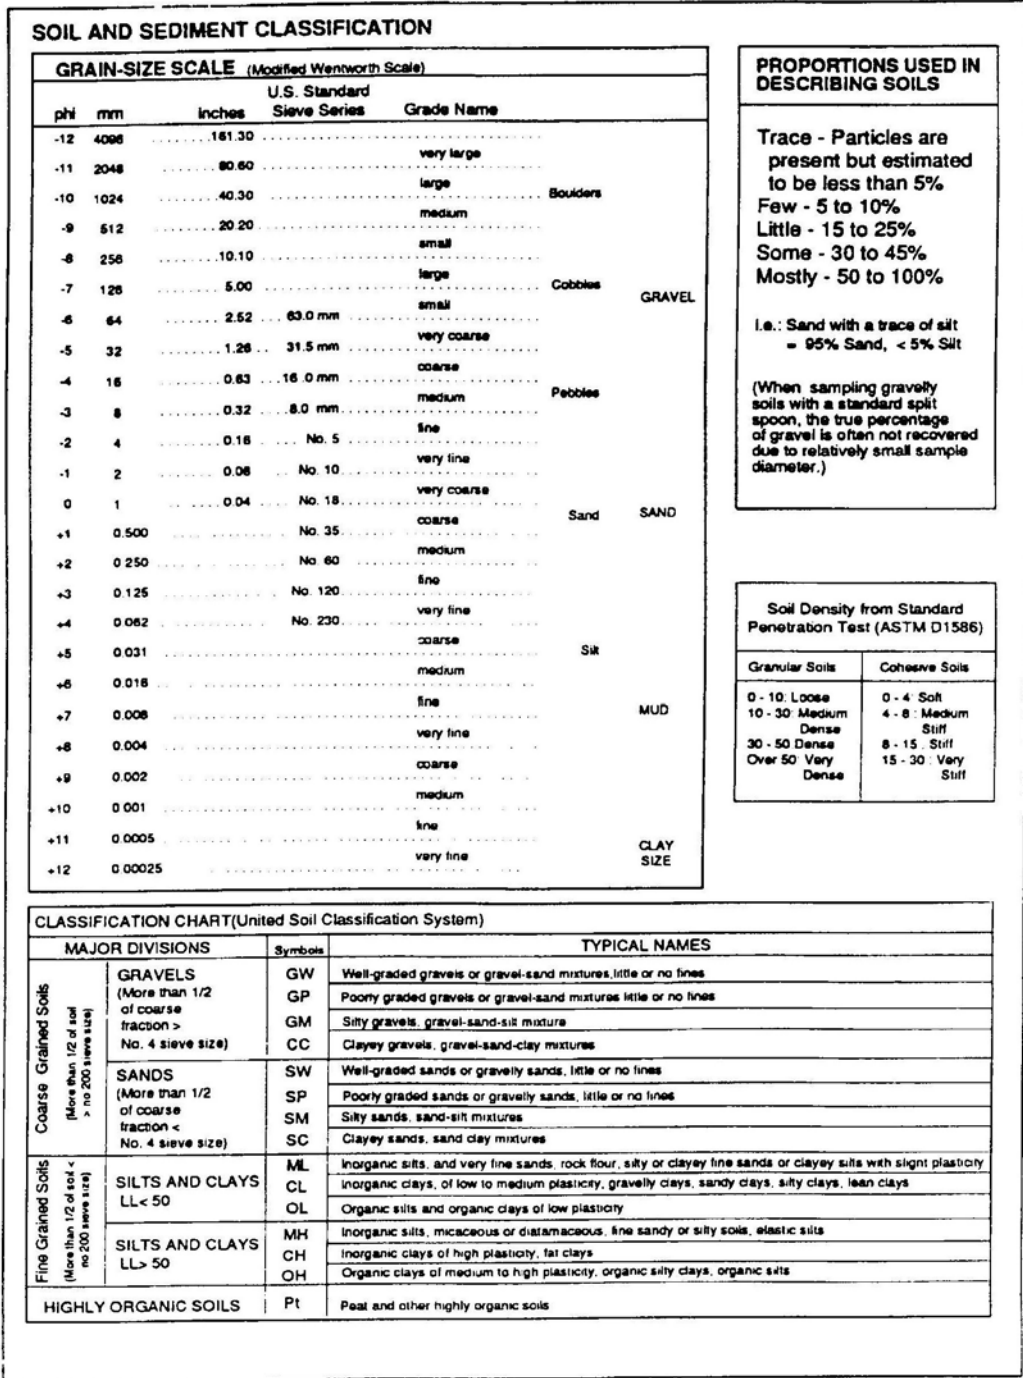 SOIL AND SEDIMENT CLASSIFICATION
GRAIN-SIZE SCALE (Modified Wentworth Scale)
phi mm inches U.S. Standard Sieve Series Grade Name
-12 4096 ........161.30
very large
-11 2048 ........80.60
large
-10 1024 ........40.30 Boulders
medium
-9 512 ........20.20
small
-8 256 ........10.10
large
-7 128 ........5.00 Cobbles
GRAVEL
small
-6 64 ........2.52 ...63.0 mm
very coarse
-5 32 ........1.26 .. 31.5 mm
coarse
-4 16 ........0.63 ...16.0 mm
medium Pebbles
-3 8 ........0.32 ....8.0 mm
fine
-2 4 ........0.16 .... No. 5
very fine
-1 2 ........0.08 ... No. 10
very coarse
0 1 ........0.04 .... No. 18
coarse Sand SAND
+1 0.500 No. 35
medium
+2 0.250 No. 60
fine
+3 0.125 No. 120
very fine
+4 0.062 No. 230
coarse Silt
+5 0.031
medium
+6 0.016
fine
+7 0.008 MUD
very fine
+8 0.004
coarse
+9 0.002
medium
+10 0.001
fine
+11 0.0005
CLAY
very fine SIZE
+12 0.00025
PROPORTIONS USED IN
DESCRIBING SOILS
Trace - Particles are
present but estimated
to be less than 5%
Few - 5 to 10%
Little - 15 to 25%
Some - 30 to 45%
Mostly - 50 to 100%
i.e.: Sand with a trace of silt
= 95% Sand, < 5% Silt
(When sampling gravelly
soils with a standard split
spoon, the true percentage
of gravel is often not recovered
due to relatively small sample
diameter.)
Soil Density from Standard
Penetration Test (ASTM D1586)
Granular Soils Cohesive Soils
0 - 10: Loose 0 - 4: Soft
10 - 30: Medium 4 - 8 : Medium
Dense Stiff
30 - 50 Dense 8 - 15 : Stiff
Over 50: Very 15 - 30 : Very
Dense Stiff
CLASSIFICATION CHART(United Soil Classification System)
MAJOR DIVISIONS Symbols TYPICAL NAMES
Coarse Grained Soils
(More than 1/2 of soil
> no 200 sieve size)
GRAVELS
(More than 1/2
of coarse
fraction >
No. 4 sieve size)
GW Well-graded gravels or gravel-sand mixtures,little or no fines
GP Poorly graded gravels or gravel-sand mixtures little or no fines
GM Silty gravels, gravel-sand-silt mixture
CC Clayey gravels, gravel-sand-clay mixtures
SANDS
(More than 1/2
of coarse
fraction <
No. 4 sieve size)
SW Well-graded sands or gravelly sands, little or no fines
SP Poorly graded sands or gravelly sands, little or no fines
SM Silty sands, sand-silt mixtures
SC Clayey sands, sand clay mixtures
Fine Grained Soils
(More than 1/2 of soil <
no 200 sieve size)
SILTS AND CLAYS
LL< 50
ML Inorganic silts, and very fine sands, rock flour, silty or clayey fine sands or clayey silts with slight plasticity
CL Inorganic clays, of low to medium plasticity, gravelly clays, sandy clays, silty clays, lean clays
OL Organic silts and organic clays of low plasticity
SILTS AND CLAYS
LL> 50
MH Inorganic silts, micaceous or diatamaceous, fine sandy or silty soils, elastic silts
CH Inorganic clays of high plasticity, fat clays
OH Organic clays of medium to high plasticity, organic silty clays, organic silts
HIGHLY ORGANIC SOILS Pt Peat and other highly organic soils